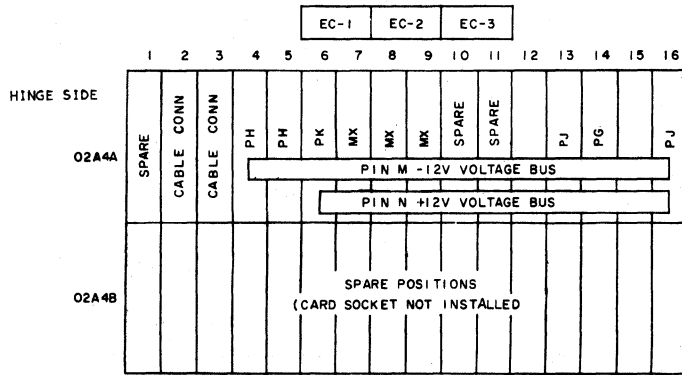 EC-1 EC-2 EC-3
1 2 3 4 5 6 7 8 9 10 11 12 13 14 15 16
HINGE SIDE
02A4A
SPARE
CABLE CONN
CABLE CONN
PH
PH
PK
MX
MX
MX
SPARE
SPARE
PJ
PG
PJ
PIN M -12V VOLTAGE BUS
PIN N +12V VOLTAGE BUS
02A4B
SPARE POSITIONS
(CARD SOCKET NOT INSTALLED